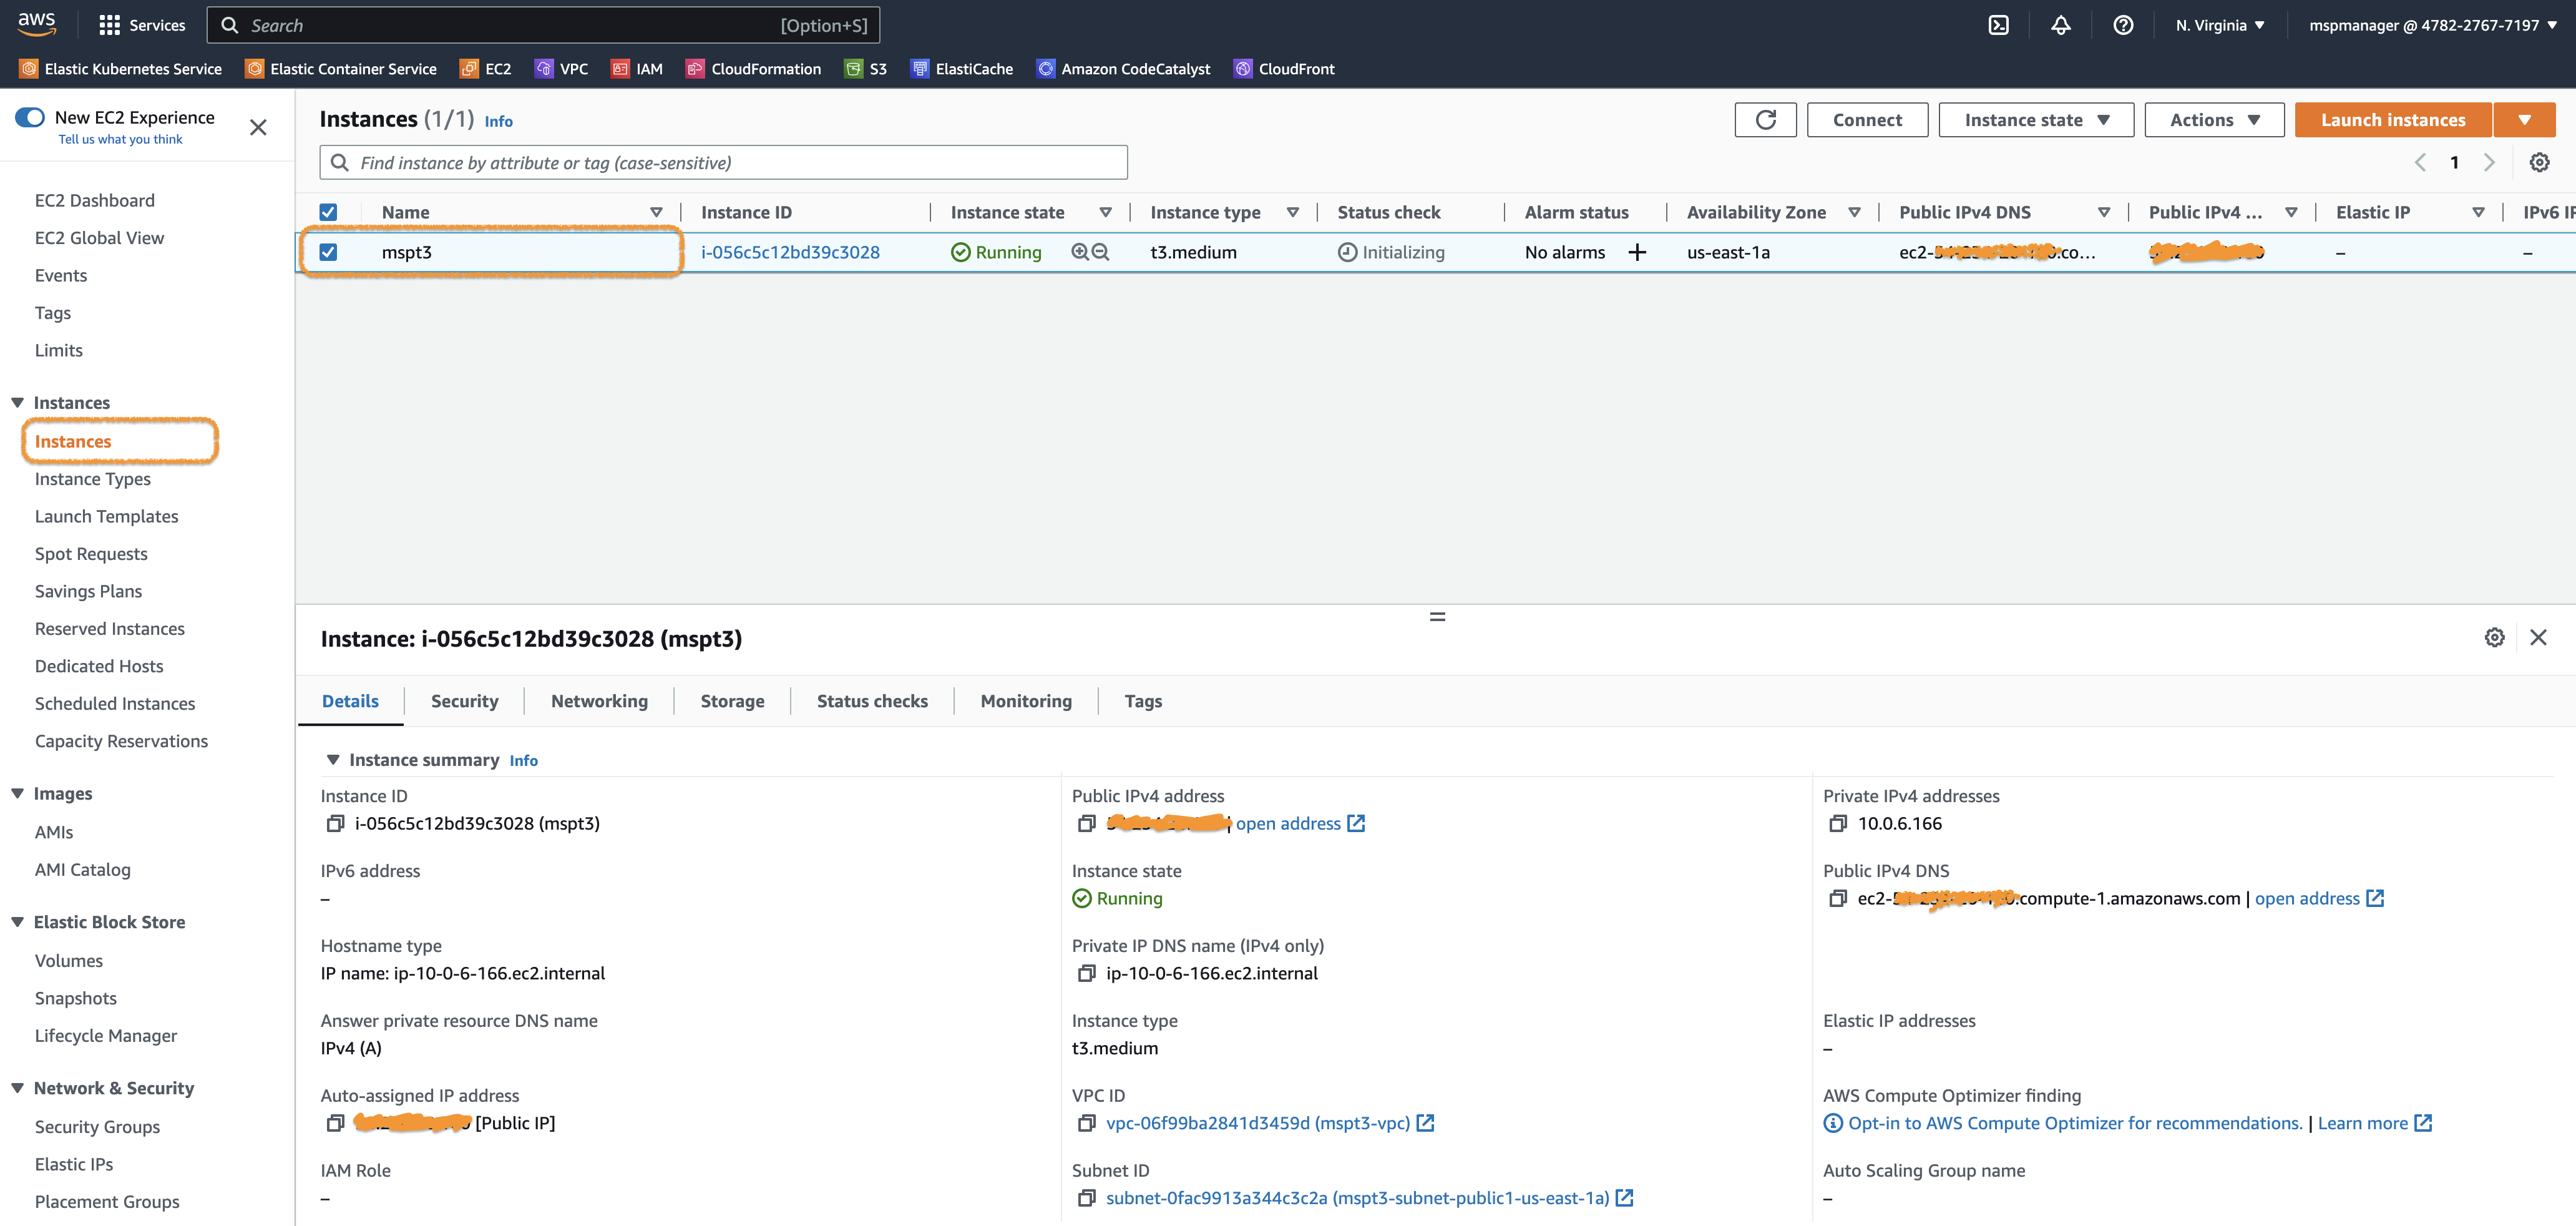 aws
Services
Search
[Option+S]
N. Virginia
mspmanager @ 4782-2767-7197
Elastic Kubernetes Service
Elastic Container Service
EC2
VPC
IAM
CloudFormation
S3
ElastiCache
Amazon CodeCatalyst
CloudFront
New EC2 Experience
Tell us what you think
EC2 Dashboard
EC2 Global View
Events
Tags
Limits
Instances
Instances
Instance Types
Launch Templates
Spot Requests
Savings Plans
Reserved Instances
Dedicated Hosts
Scheduled Instances
Capacity Reservations
Images
AMIs
AMI Catalog
Elastic Block Store
Volumes
Snapshots
Lifecycle Manager
Network & Security
Security Groups
Elastic IPs
Placement Groups
Instances (1/1) Info
Connect
Instance state
Actions
Launch instances
Find instance by attribute or tag (case-sensitive)
1
Name
Instance ID
Instance state
Instance type
Status check
Alarm status
Availability Zone
Public IPv4 DNS
Public IPv4 ...
Elastic IP
IPv6 IP
mspt3
i-056c5c12bd39c3028
Running
t3.medium
Initializing
No alarms
us-east-1a
ec2-
.co...
–
–
Instance: i-056c5c12bd39c3028 (mspt3)
Details
Security
Networking
Storage
Status checks
Monitoring
Tags
Instance summary Info
Instance ID
i-056c5c12bd39c3028 (mspt3)
Public IPv4 address
| open address
Private IPv4 addresses
10.0.6.166
IPv6 address
–
Instance state
Running
Public IPv4 DNS
ec2-
.compute-1.amazonaws.com | open address
Hostname type
IP name: ip-10-0-6-166.ec2.internal
Private IP DNS name (IPv4 only)
ip-10-0-6-166.ec2.internal
Answer private resource DNS name
IPv4 (A)
Instance type
t3.medium
Elastic IP addresses
–
Auto-assigned IP address
[Public IP]
VPC ID
vpc-06f99ba2841d3459d (mspt3-vpc)
AWS Compute Optimizer finding
Opt-in to AWS Compute Optimizer for recommendations. | Learn more
IAM Role
–
Subnet ID
subnet-0fac9913a344c3c2a (mspt3-subnet-public1-us-east-1a)
Auto Scaling Group name
–